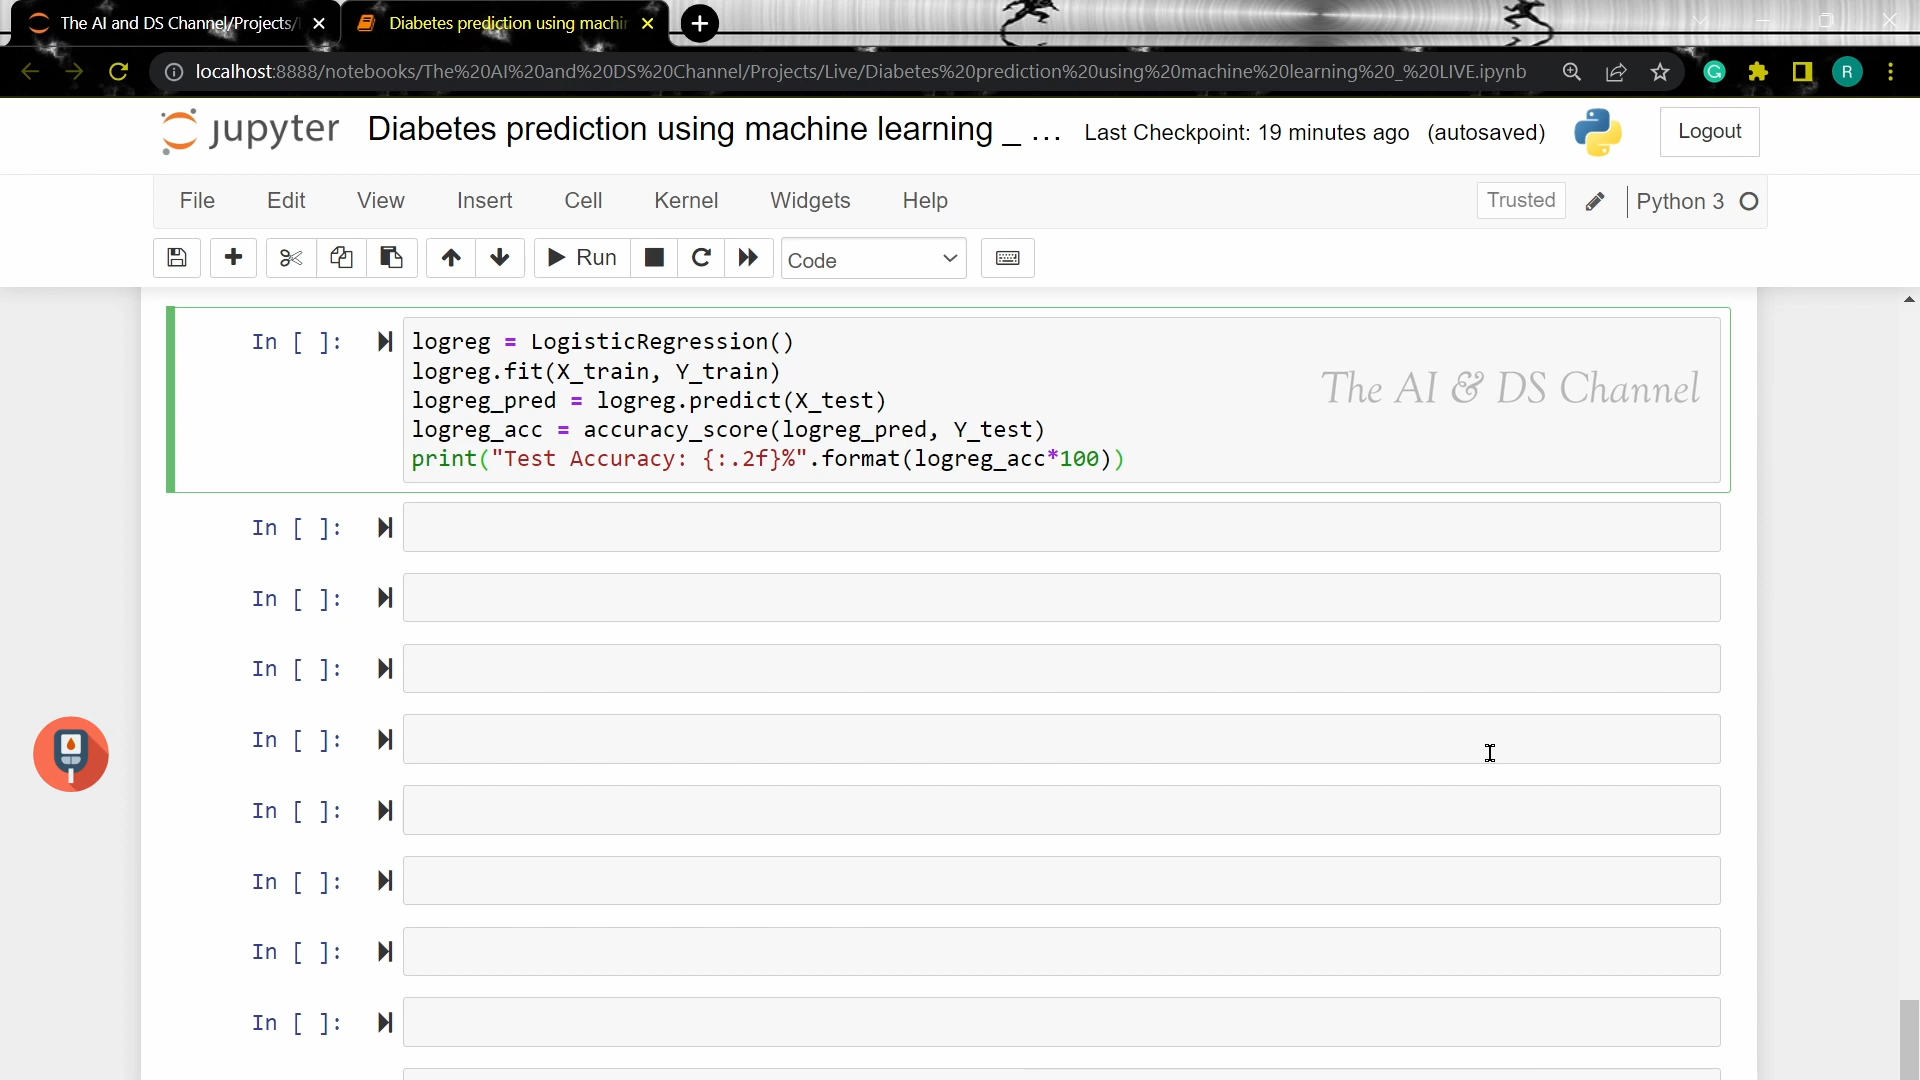 The AI and DS Channel/Projects/
Diabetes prediction using machin
localhost:8888/notebooks/The%20AI%20and%20DS%20Channel/Projects/Live/Diabetes%20prediction%20using%20machine%20learning%20_%20LIVE.ipynb
R
jupyter Diabetes prediction using machine learning _ ... Last Checkpoint: 19 minutes ago (autosaved)
Logout
File Edit View Insert Cell Kernel Widgets Help
Trusted
Python 3
Run
Code
In [ ]:
logreg = LogisticRegression()
logreg.fit(X_train, Y_train)
logreg_pred = logreg.predict(X_test)
logreg_acc = accuracy_score(logreg_pred, Y_test)
print("Test Accuracy: {:.2f}%".format(logreg_acc*100))
The AI & DS Channel
In [ ]:
In [ ]:
In [ ]:
In [ ]:
In [ ]:
In [ ]:
In [ ]:
In [ ]: